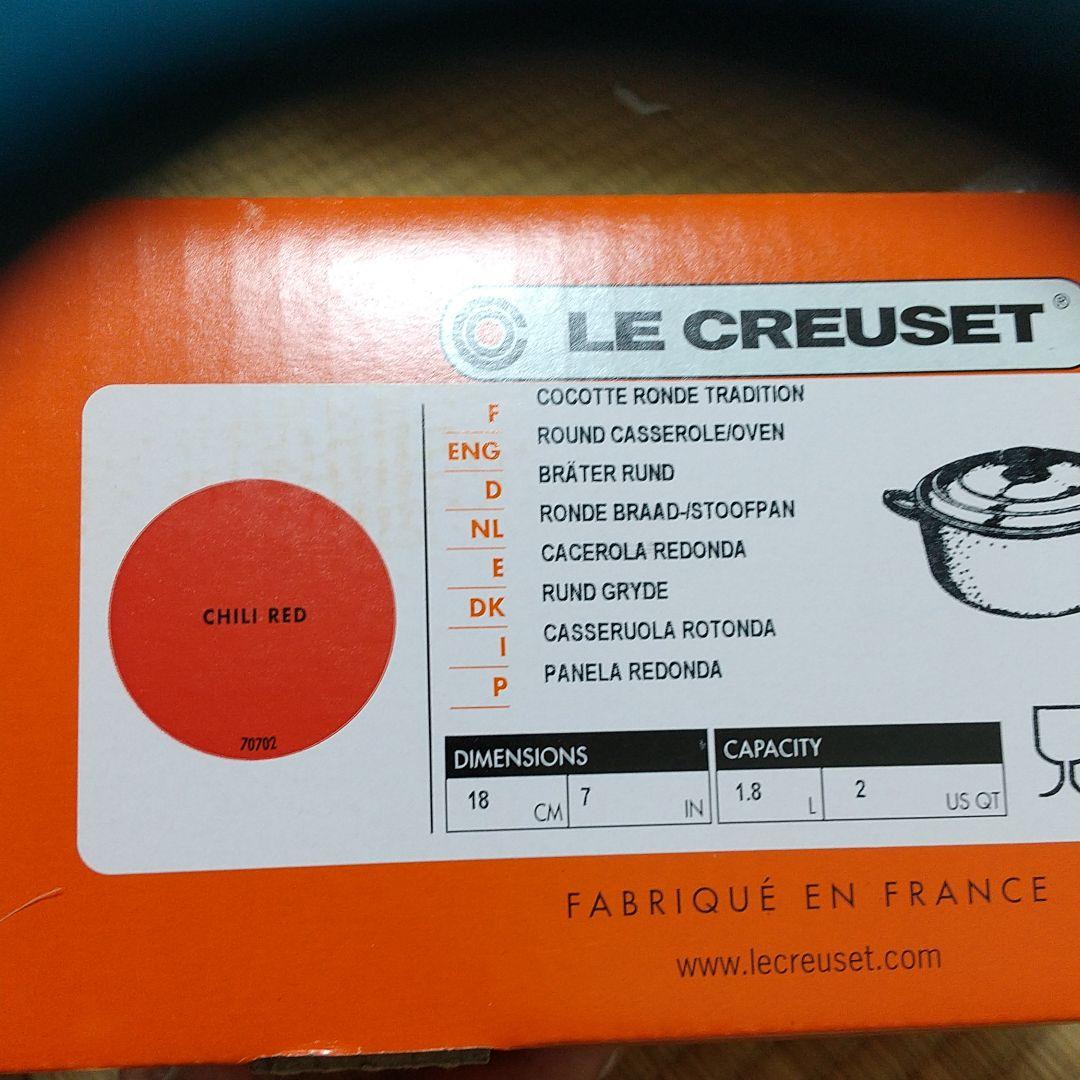 LE CREUSET®
F COCOTTE RONDE TRADITION
ENG ROUND CASSEROLE/OVEN
D BRÄTER RUND
NL RONDE BRAAD-/STOOFPAN
E CACEROLA REDONDA
DK RUND GRYDE
I CASSERUOLA ROTONDA
P PANELA REDONDA
CHILI RED
70702
DIMENSIONS CAPACITY
18 CM 7 IN 1.8 L 2 US QT
FABRIQUÉ EN FRANCE
www.lecreuset.com